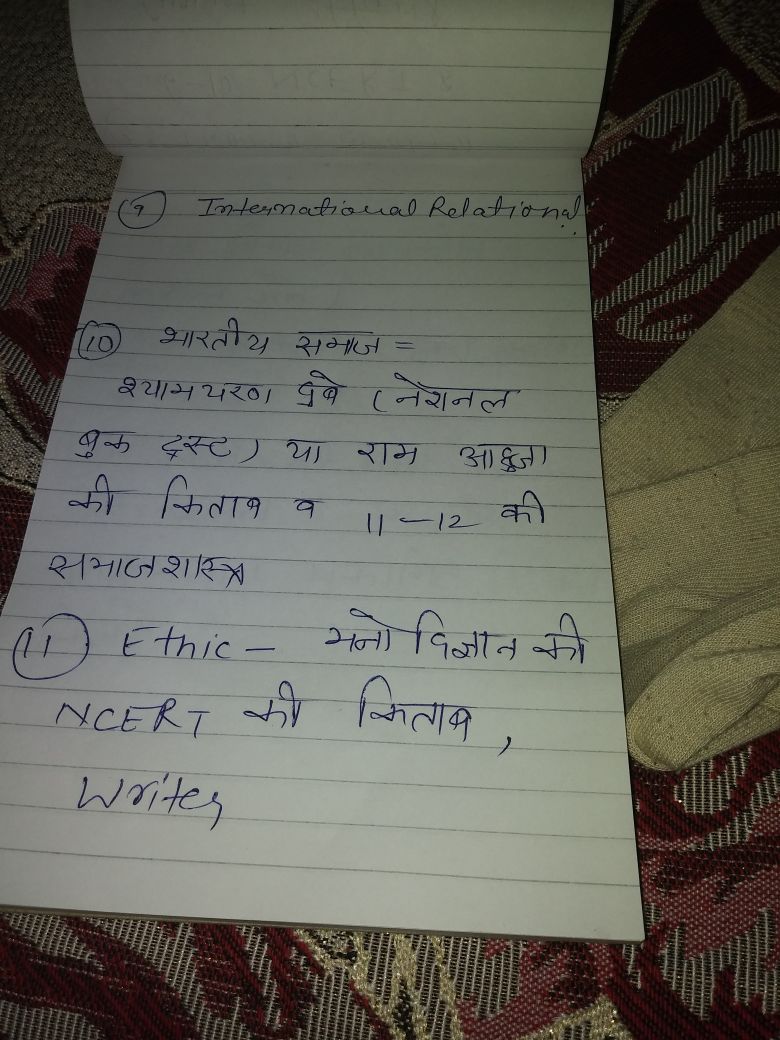 9 International Relational
10 भारतीय समाज =
श्यामचरण दुबे (नेशनल
बुक ट्रस्ट) या राम आहुजा
की किताब व 11-12 की
समाजशास्त्र
11 Ethic - मनोविज्ञान की
NCERT की किताब,
Writer